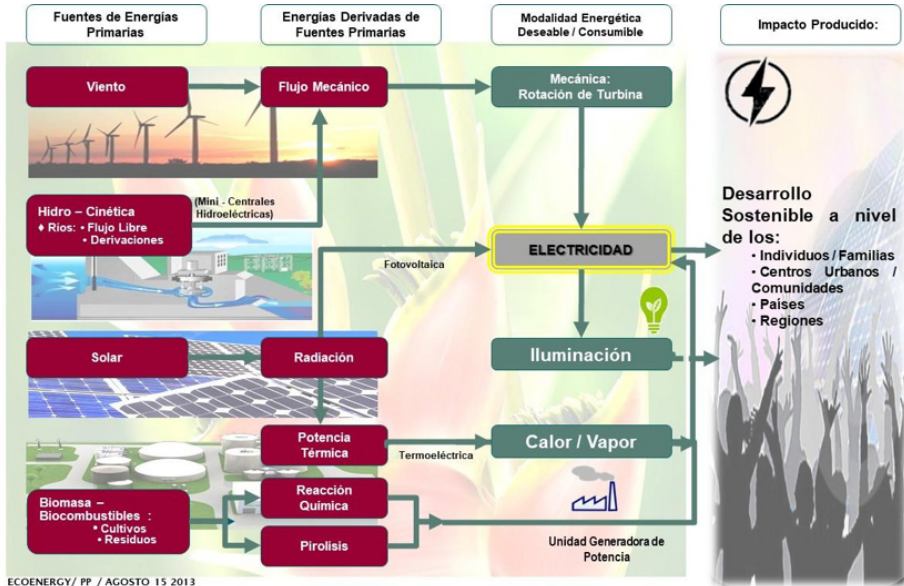 Fuentes de Energías
Primarias
Energías Derivadas de
Fuentes Primarias
Modalidad Energética
Deseable / Consumible
Impacto Producido:
Viento
Flujo Mecánico
Mecánica:
Rotación de Turbina
Hidro – Cinética
♦ Rios: • Flujo Libre
• Derivaciones
(Mini - Centrales
Hidroeléctricas)
Fotovoltaica
ELECTRICIDAD
Desarrollo
Sostenible a nivel
de los:
• Individuos / Familias
• Centros Urbanos /
Comunidades
• Países
• Regiones
Solar
Radiación
Iluminación
Potencia
Térmica
Termoeléctrica
Calor / Vapor
Biomasa –
Biocombustibles :
• Cultivos
• Residuos
Reacción
Química
Pirolisis
Unidad Generadora de
Potencia
ECOENERGY/ PP / AGOSTO 15 2013